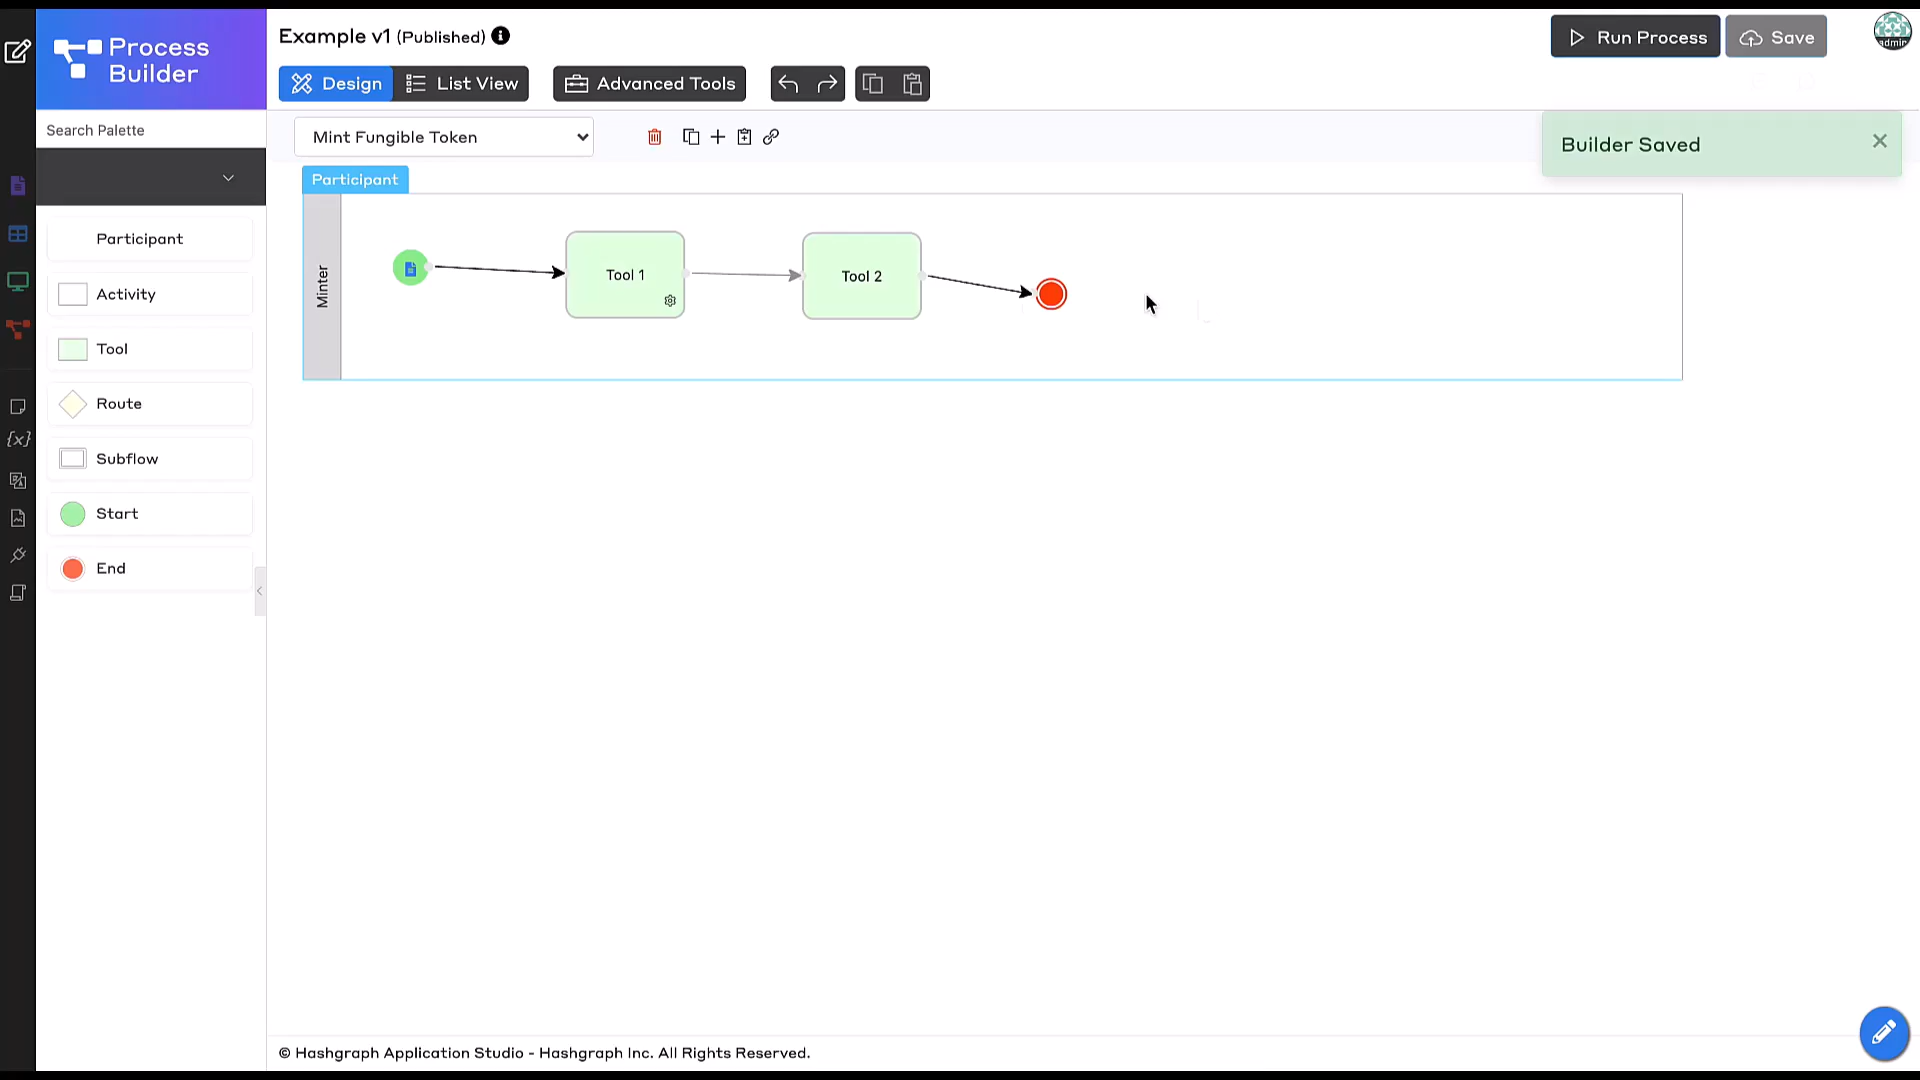 Process
Builder
Example v1 (Published)
Run Process
Save
admin
Design
List View
Advanced Tools
Search Palette
Mint Fungible Token
Builder Saved
Participant
Participant
Activity
Tool
Route
Subflow
Start
End
Minter
Tool 1
Tool 2
{x}
© Hashgraph Application Studio - Hashgraph Inc. All Rights Reserved.